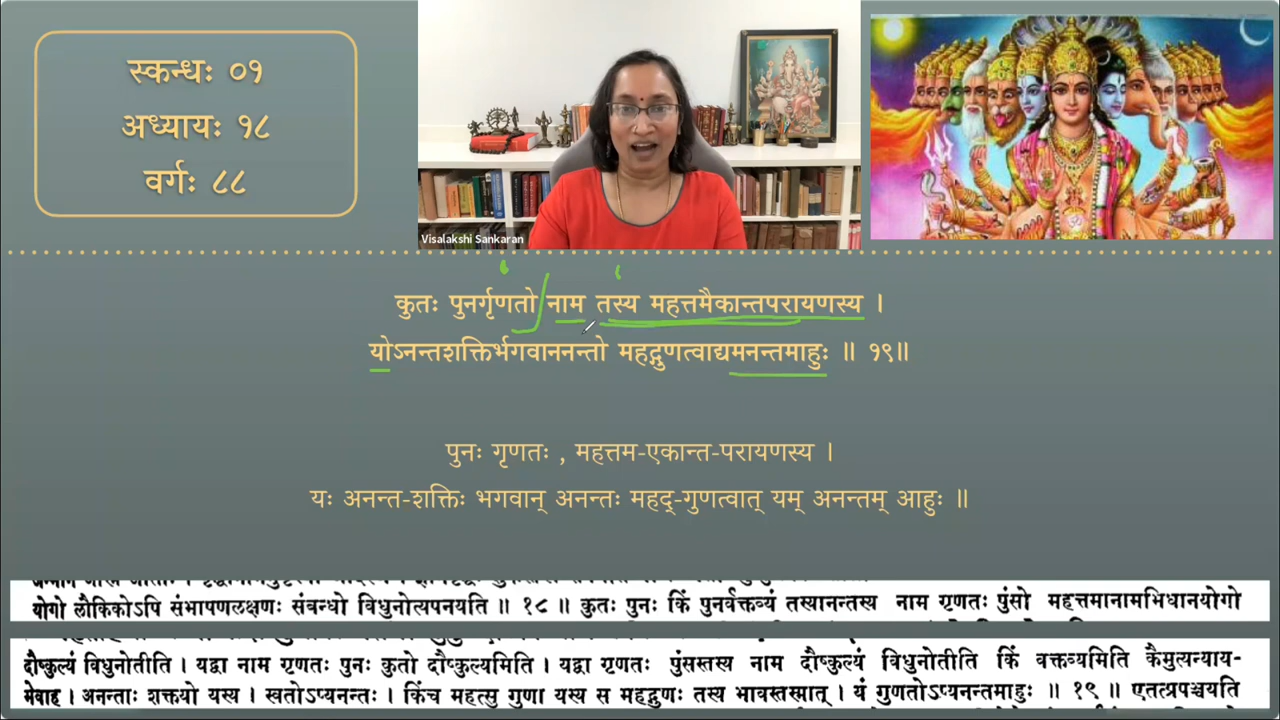 स्कन्धः ०१
अध्यायः १८
वर्गः ८८
Visalakshi Sankaran
कुतः पुनर्गृणतो नाम तस्य महत्तमैकान्तपरायणस्य ।
योऽनन्तशक्तिर्भगवाननन्तो महद्गुणत्वाद्यमनन्तमाहुः ॥ १९॥
पुनः गृणतः , महत्तम-एकान्त-परायणस्य ।
यः अनन्त-शक्तिः भगवान् अनन्तः महद्-गुणत्वात् यम् अनन्तम् आहुः ॥
योगो लौकिकोऽपि संभाषणलक्षणः संबन्धो विधुनोत्यपनयति ॥ १८ ॥ कुतः पुनः किं पुनर्वक्तव्यं तस्यानन्तस्य नाम गृणतः पुंसो महत्तमानामभिधानयोगो
दौष्कुल्यं विधुनोतीति । यद्वा नाम गृणतः पुनः कुतो दौष्कुल्यमिति । यद्वा गृणतः पुंसस्तस्य नाम दौष्कुल्यं विधुनोतीति किं वक्तव्यमिति कैमुत्यन्याय-
मेवाह । अनन्ताः शक्तयो यस्य । स्वतोऽप्यनन्तः । किंच महत्सु गुणा यस्य स महद्गुणः तस्य भावस्तस्मात् । यं गुणतोऽप्यनन्तमाहुः ॥ १९ ॥ एतत्प्रपञ्चयति